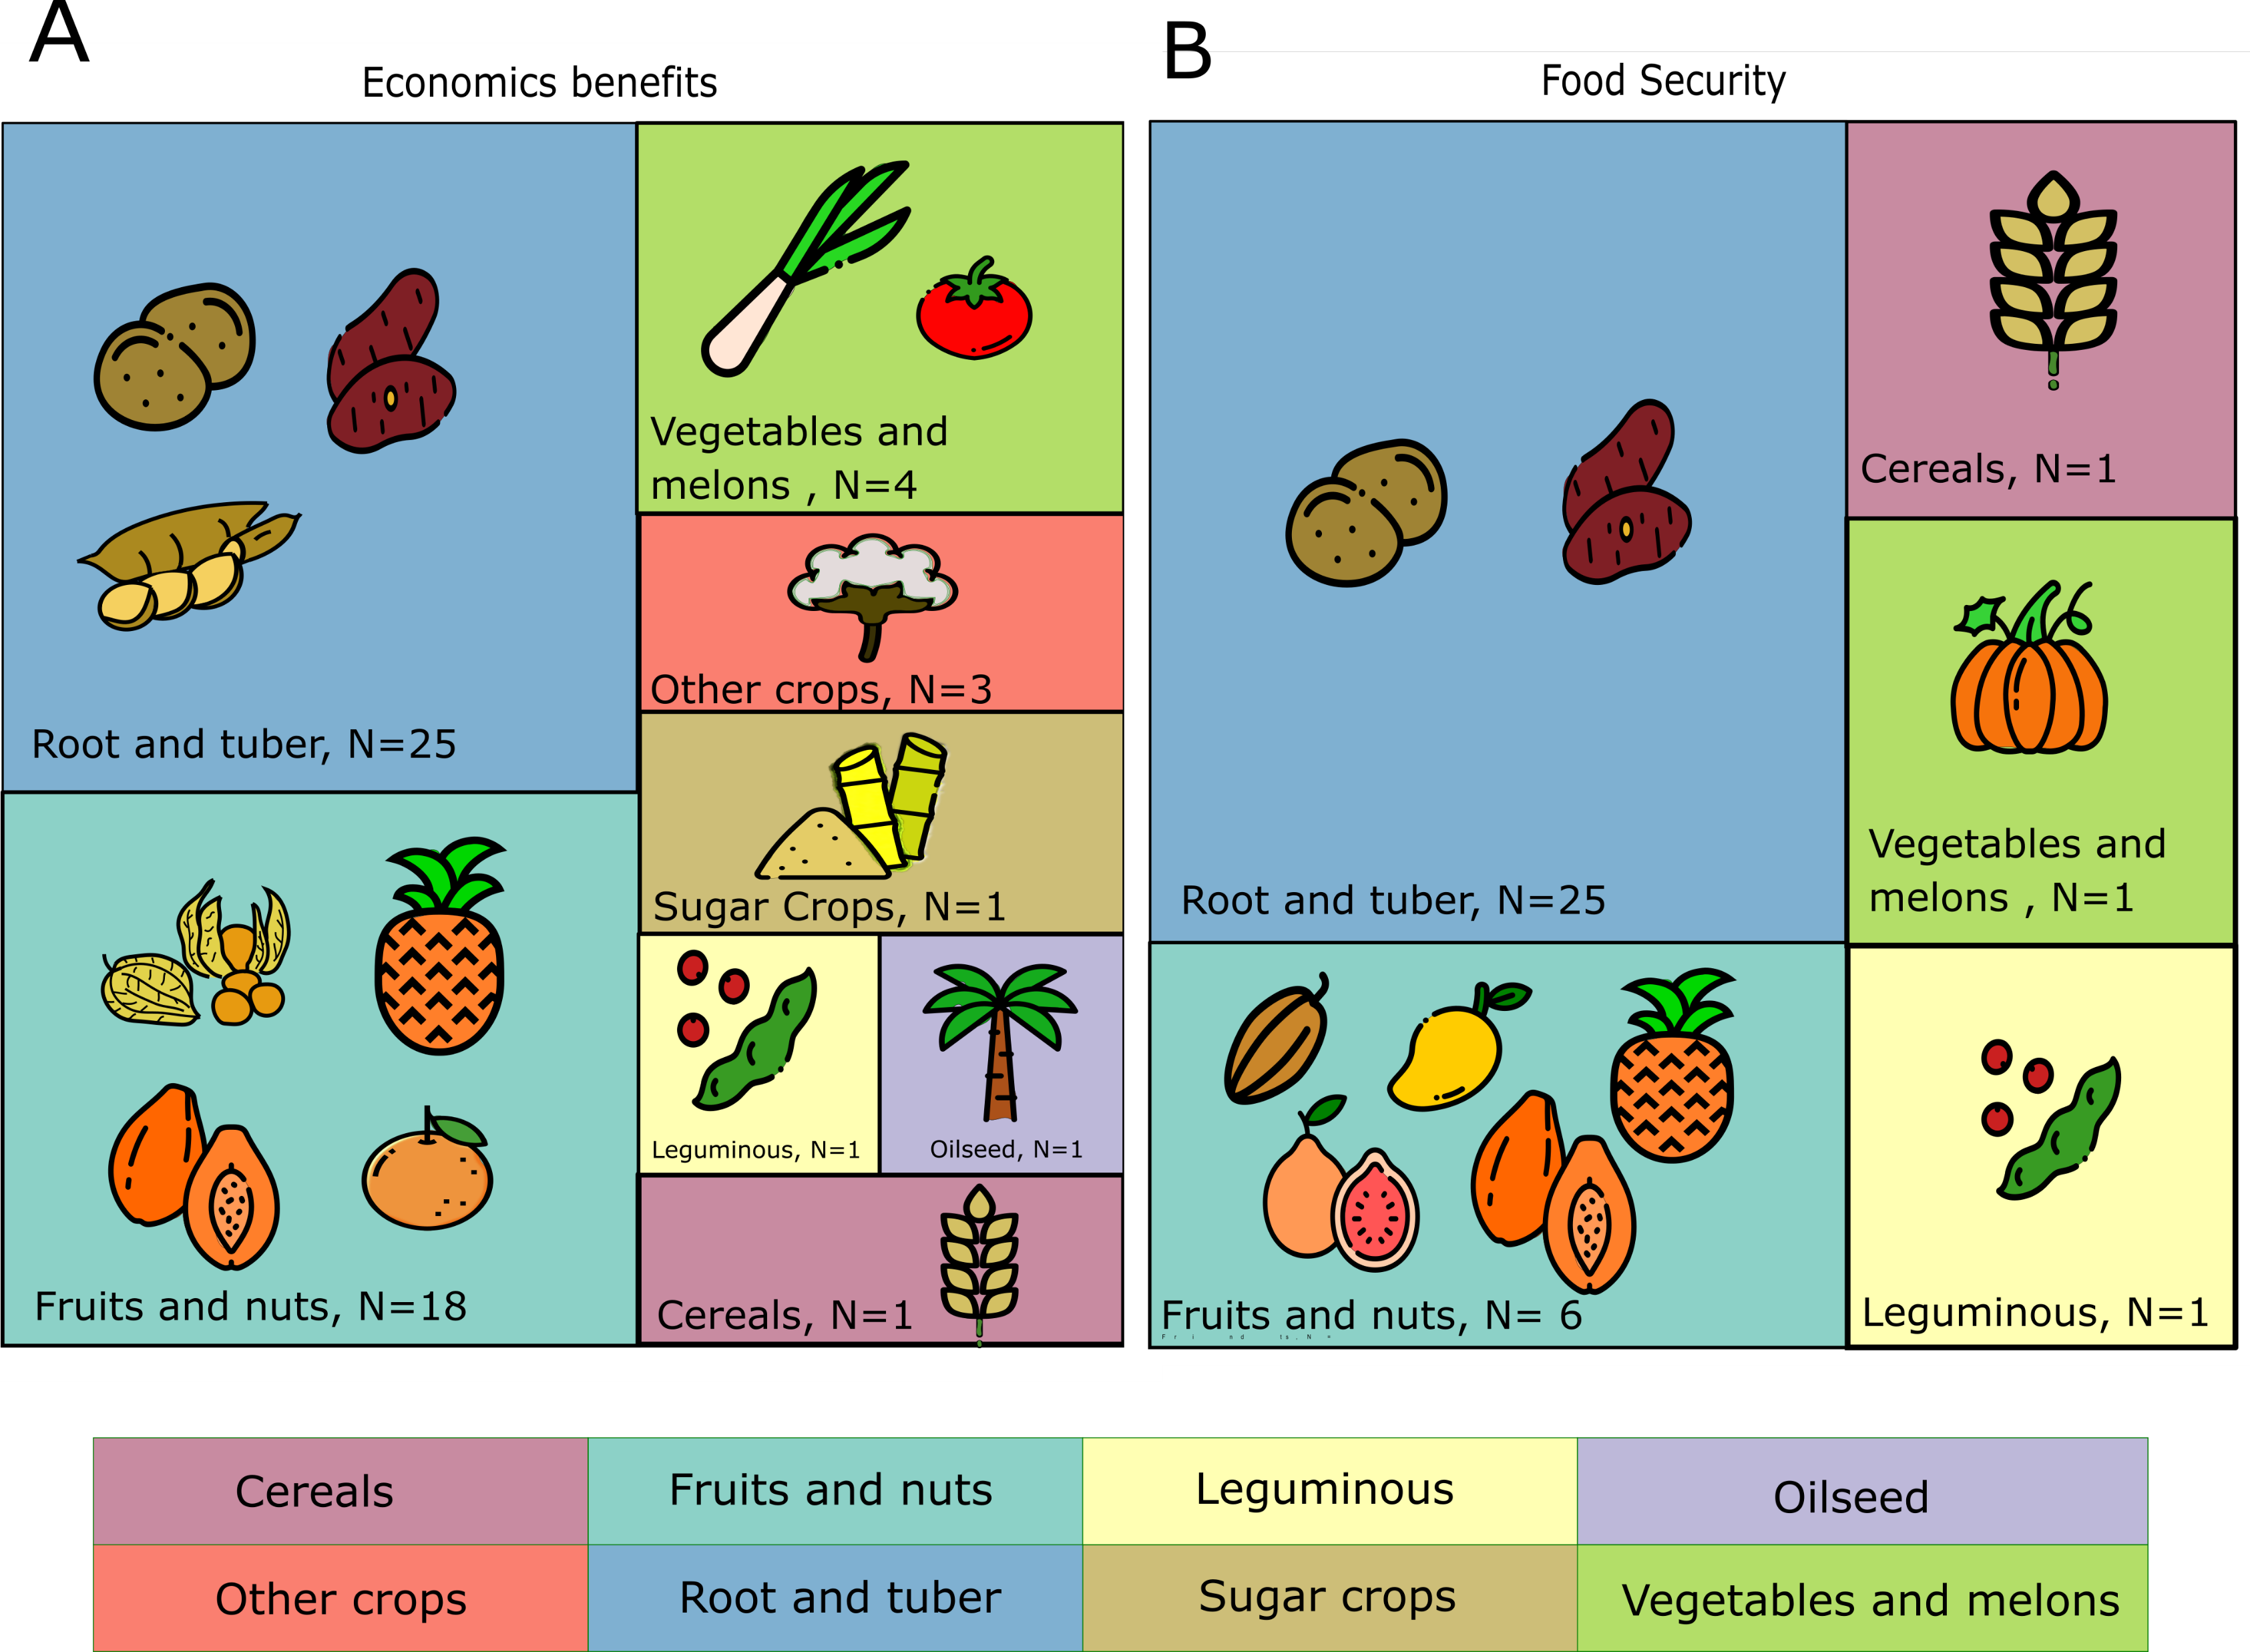 A
Economics benefits
Root and tuber, N=25
Vegetables and
melons , N=4
Other crops, N=3
Sugar Crops, N=1
Leguminous, N=1
Oilseed, N=1
Fruits and nuts, N=18
Cereals, N=1
B
Food Security
Root and tuber, N=25
Cereals, N=1
Vegetables and
melons , N=1
Fruits and nuts, N= 6
Leguminous, N=1
Cereals
Fruits and nuts
Leguminous
Oilseed
Other crops
Root and tuber
Sugar crops
Vegetables and melons